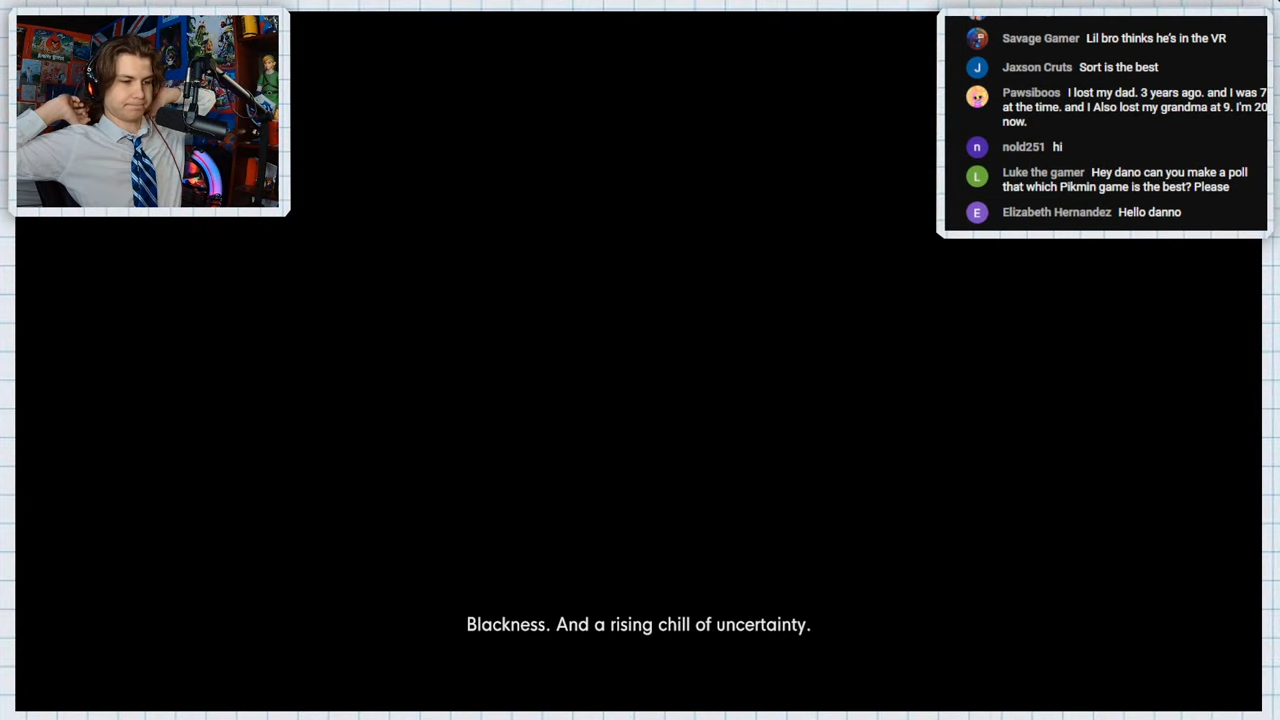 Savage Gamer Lil bro thinks he's in the VR
Jaxson Cruts Sort is the best
Pawsiboos I lost my dad. 3 years ago. and I was 7
at the time. and I Also lost my grandma at 9. I'm 20
now.
nold251 hi
Luke the gamer Hey dano can you make a poll
that which Pikmin game is the best? Please
Elizabeth Hernandez Hello danno
Blackness. And a rising chill of uncertainty.